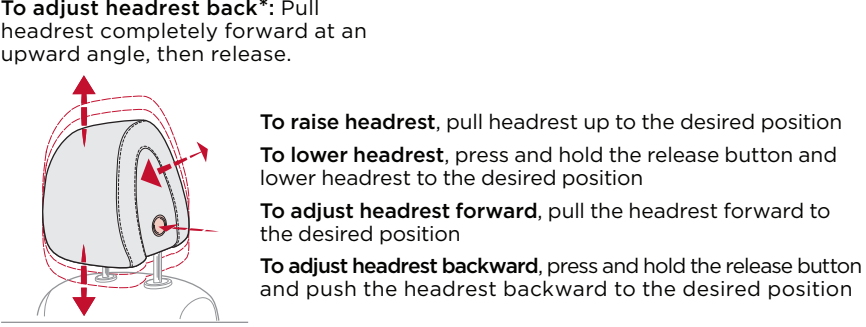 To adjust headrest back*: Pull
headrest completely forward at an
upward angle, then release.
To raise headrest, pull headrest up to the desired position
To lower headrest, press and hold the release button and
lower headrest to the desired position
To adjust headrest forward, pull the headrest forward to
the desired position
To adjust headrest backward, press and hold the release button
and push the headrest backward to the desired position